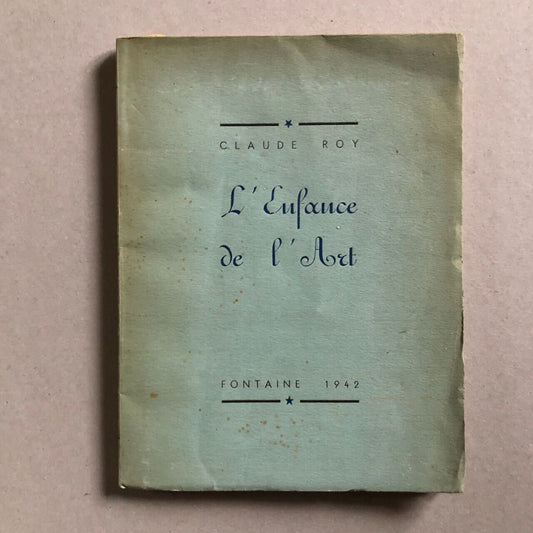 CLAUDE ROY
L'Enfance
de l'Art
FONTAINE 1942